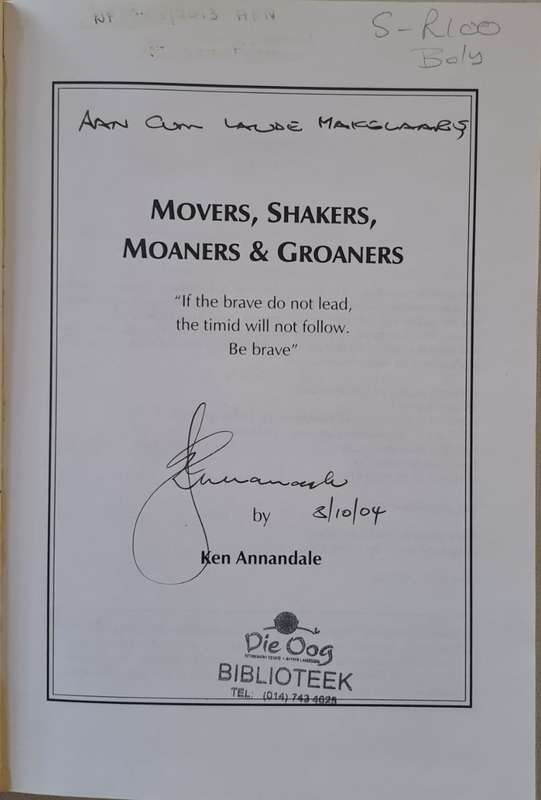 S-R100
Boly
AAN CUM LAUDE MAKELAARS
MOVERS, SHAKERS,
MOANERS & GROANERS
“If the brave do not lead,
the timid will not follow.
Be brave”
Annandale
by 3/10/04
Ken Annandale
Die Oog
BIBLIOTEEK
TEL: (014) 743 4625